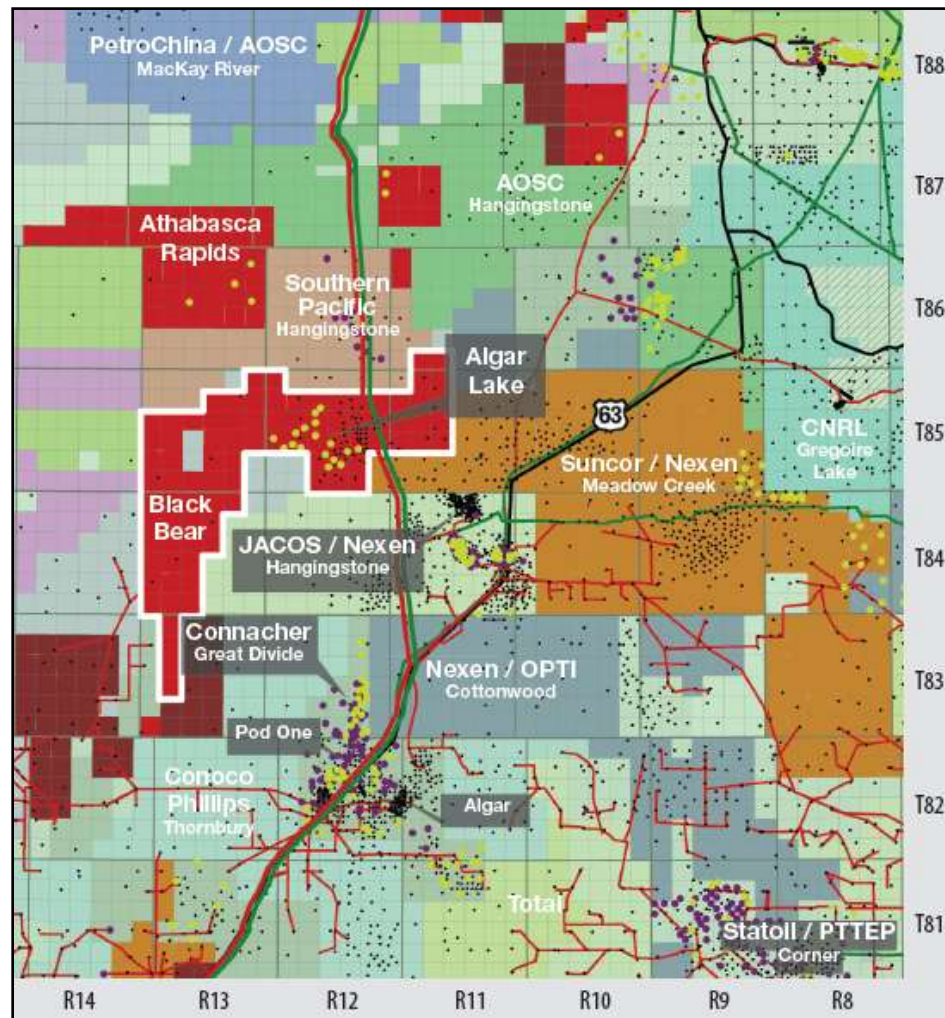 PetroChina / AOSC
MacKay River
T88
AOSC
Hangingstone
T87
Athabasca
Rapids
Southern
Pacific
Hangingstone
T86
Algar
Lake
63
CNRL
Gregoire
Lake
T85
Suncor / Nexen
Meadow Creek
Black
Bear
JACOS / Nexen
Hangingstone
T84
Connacher
Great Divide
Nexen / OPTI
Cottonwood
T83
Pod One
Conoco
Phillips
Thornbury
Algar
T82
Total
Statoil / PTTEP
Corner
T81
R14 R13 R12 R11 R10 R9 R8